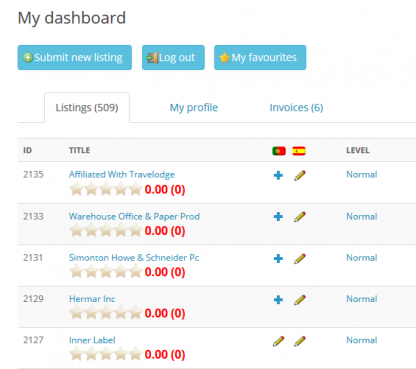 My dashboard
Submit new listing Log out My favourites
Listings (509) My profile Invoices (6)
ID TITLE LEVEL
2135 Affiliated With Travelodge Normal
0.00 (0)
2133 Warehouse Office & Paper Prod Normal
0.00 (0)
2131 Simonton Howe & Schneider Pc Normal
0.00 (0)
2129 Hermar Inc Normal
0.00 (0)
2127 Inner Label Normal
0.00 (0)